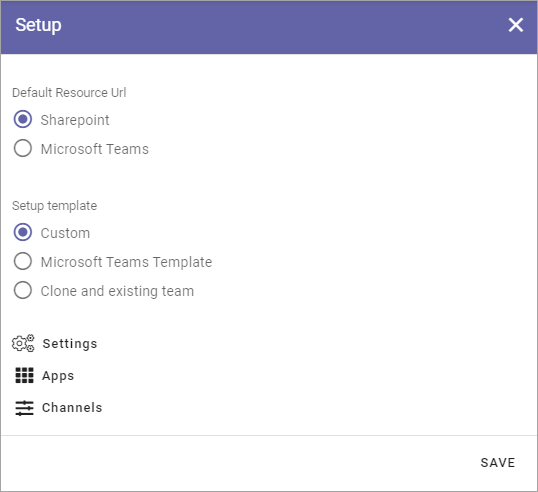 Setup
Default Resource Url
Sharepoint
Microsoft Teams
Setup template
Custom
Microsoft Teams Template
Clone and existing team
Settings
Apps
Channels
SAVE